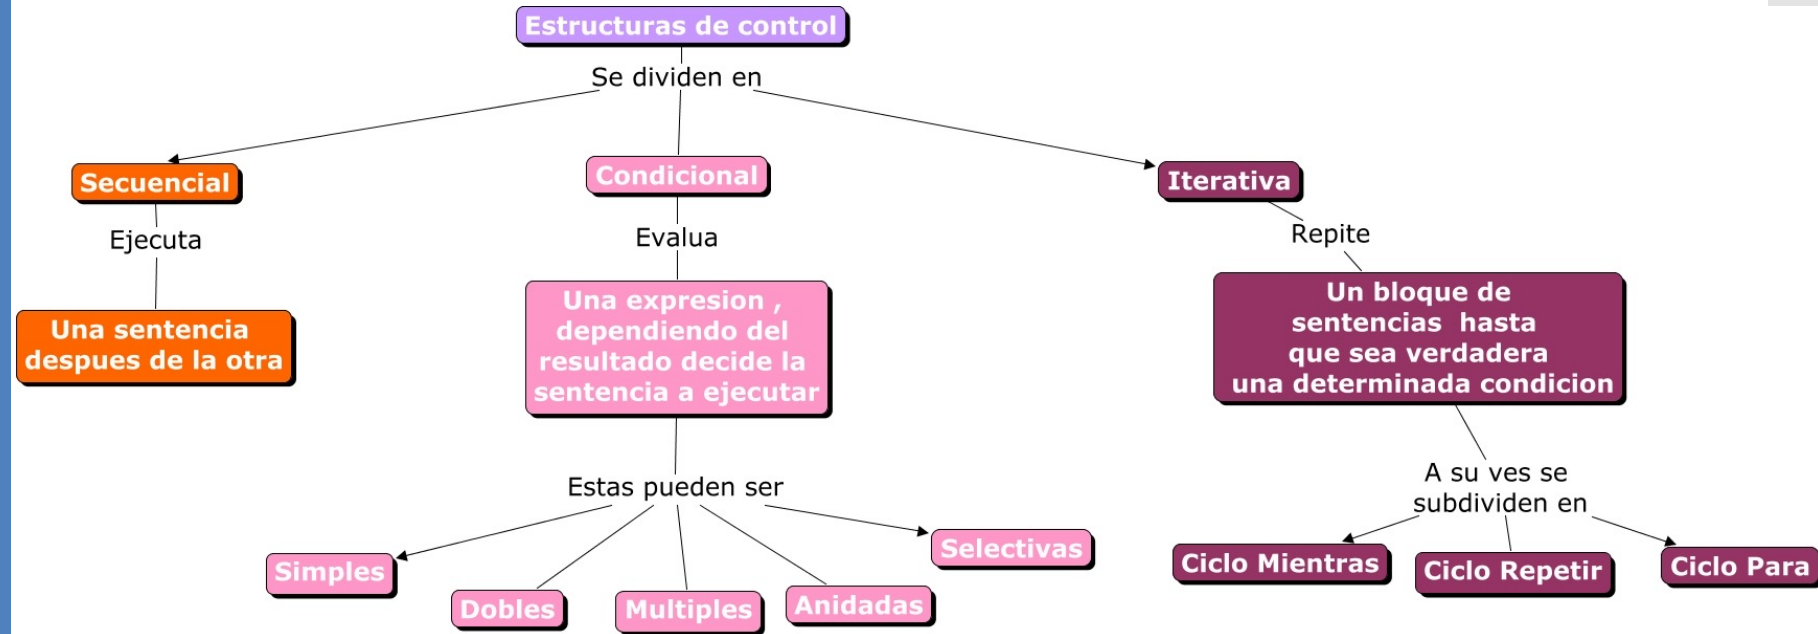 Estructuras de control
Se dividen en
Secuencial
Condicional
Iterativa
Ejecuta
Evalua
Repite
Una sentencia
despues de la otra
Una expresion ,
dependiendo del
resultado decide la
sentencia a ejecutar
Un bloque de
sentencias hasta
que sea verdadera
una determinada condicion
Estas pueden ser
A su ves se
subdividen en
Simples
Dobles
Multiples
Anidadas
Selectivas
Ciclo Mientras
Ciclo Repetir
Ciclo Para